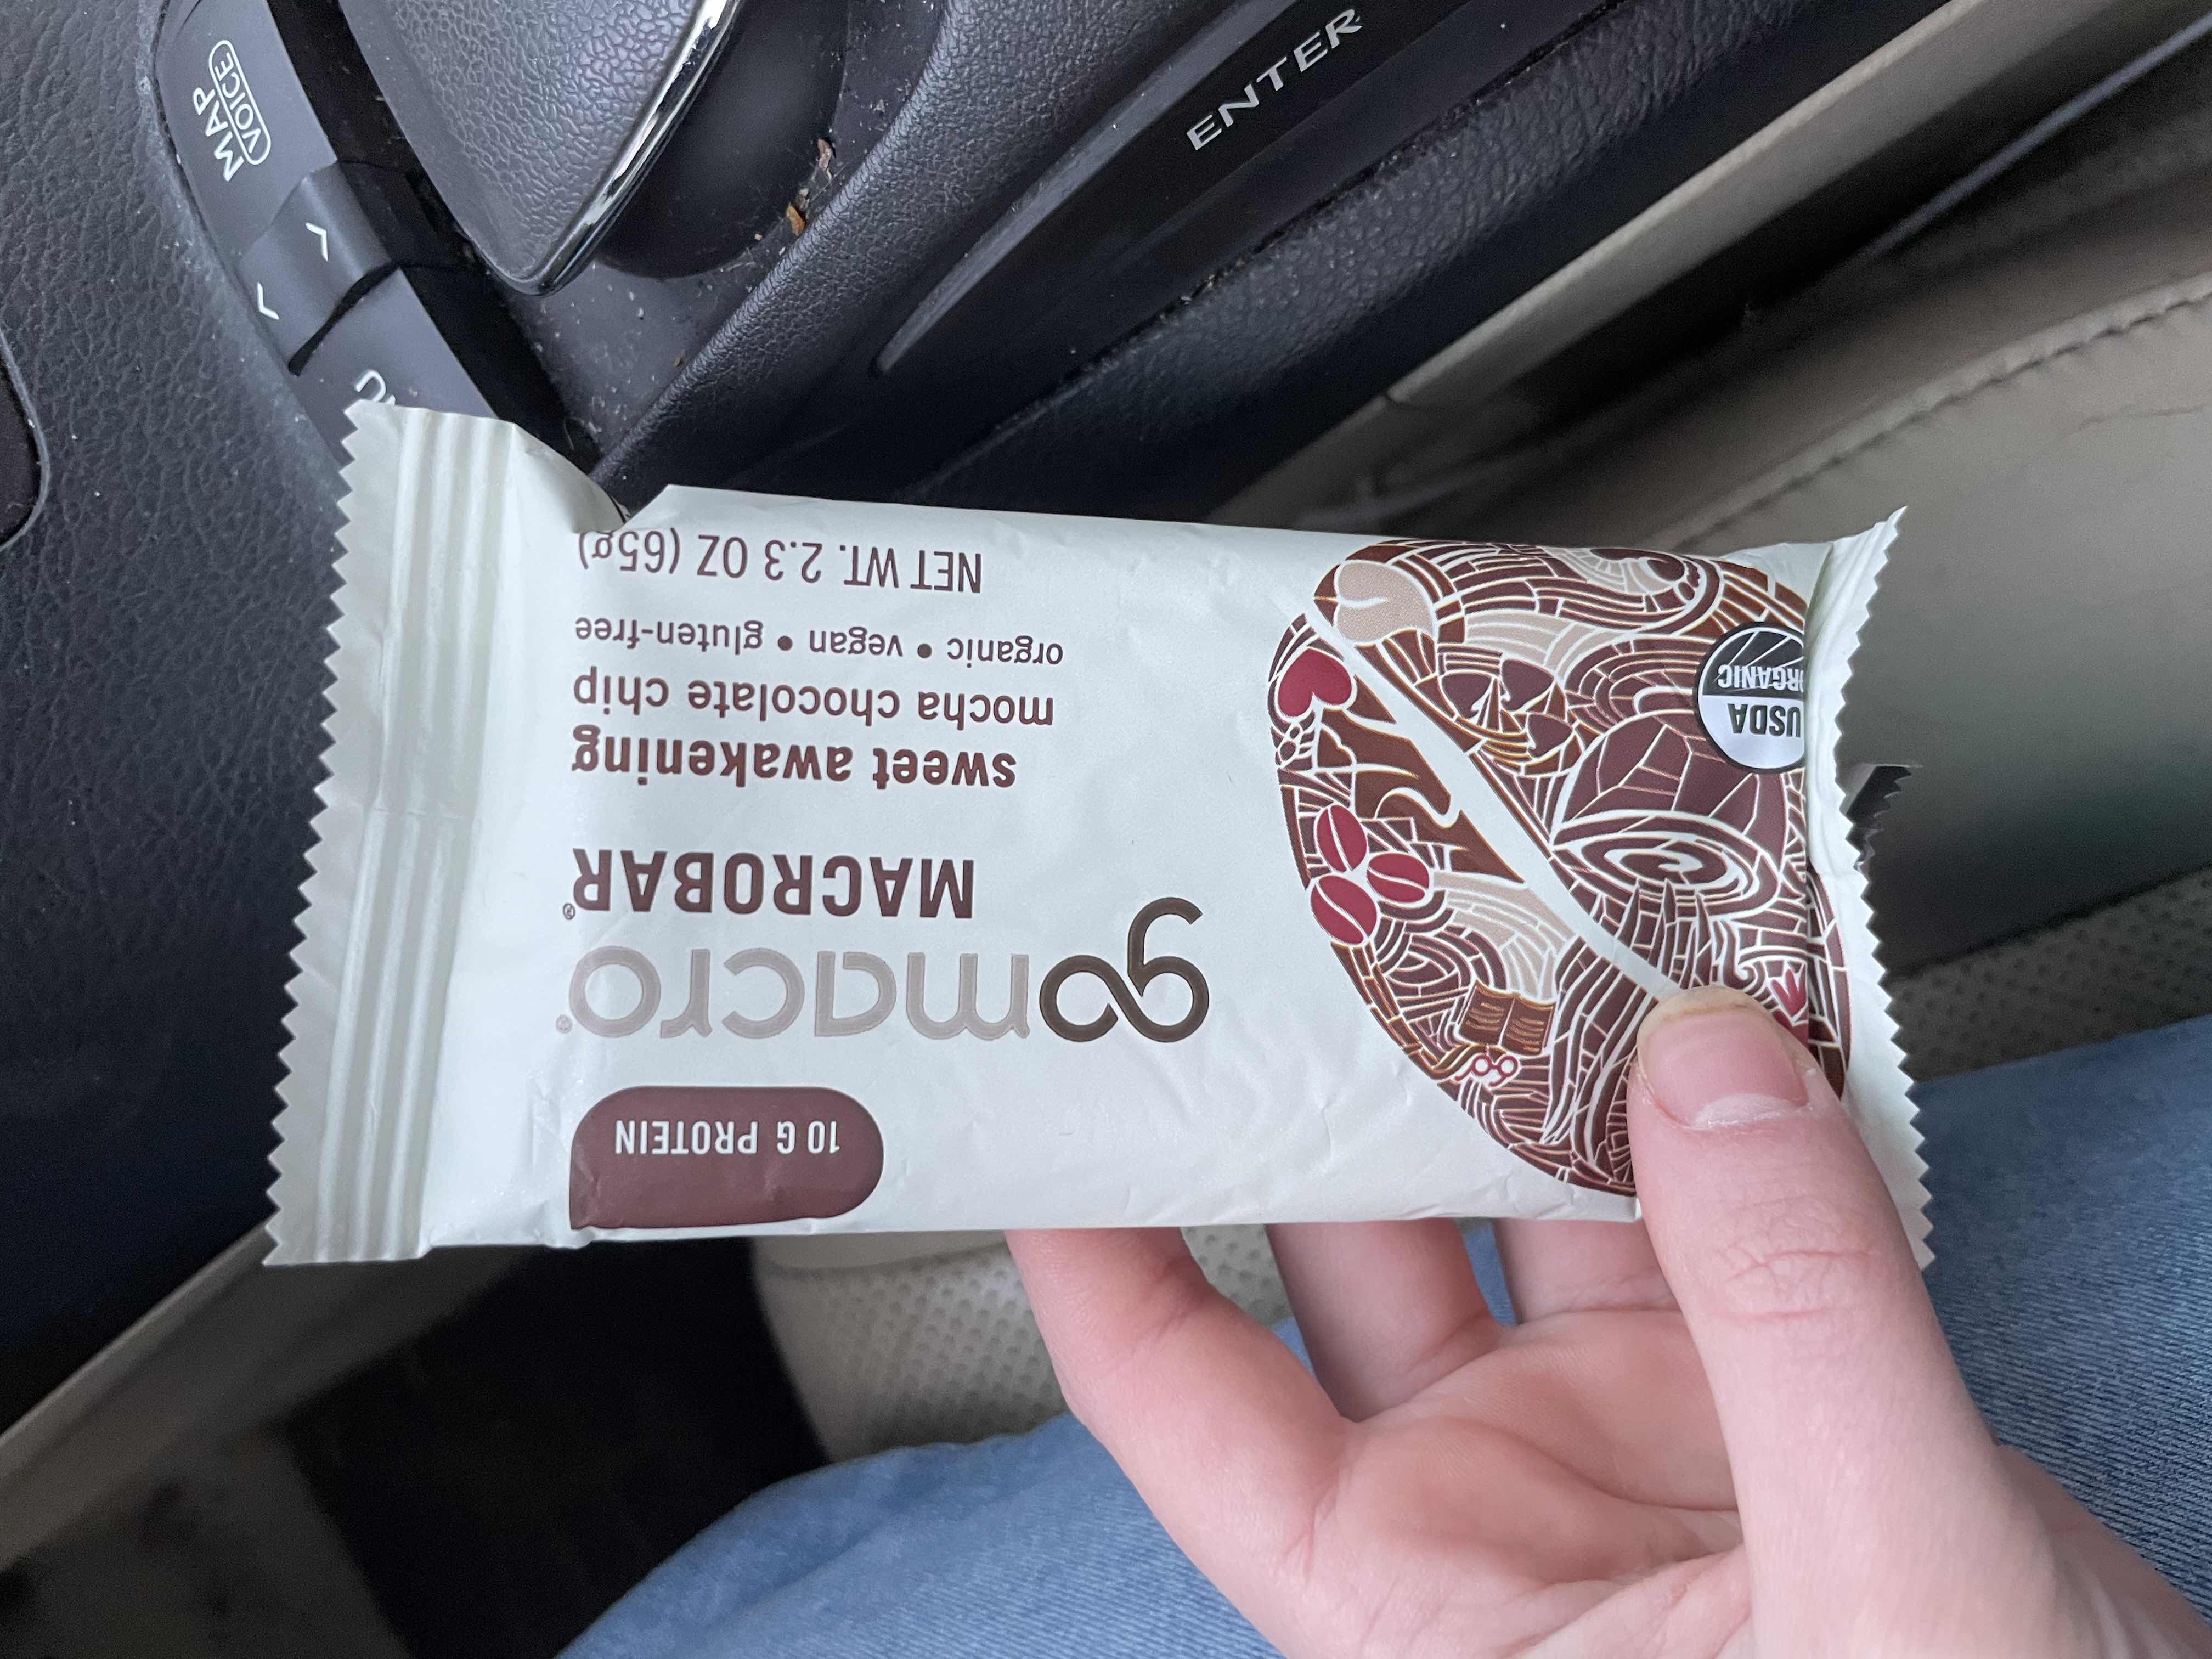 10 G PROTEIN
gomacro®
MACROBAR®
sweet awakening
mocha chocolate chip
organic • vegan • gluten-free
NET WT. 2.3 OZ (65g)
USDA
ORGANIC
MAP
VOICE
ENTER